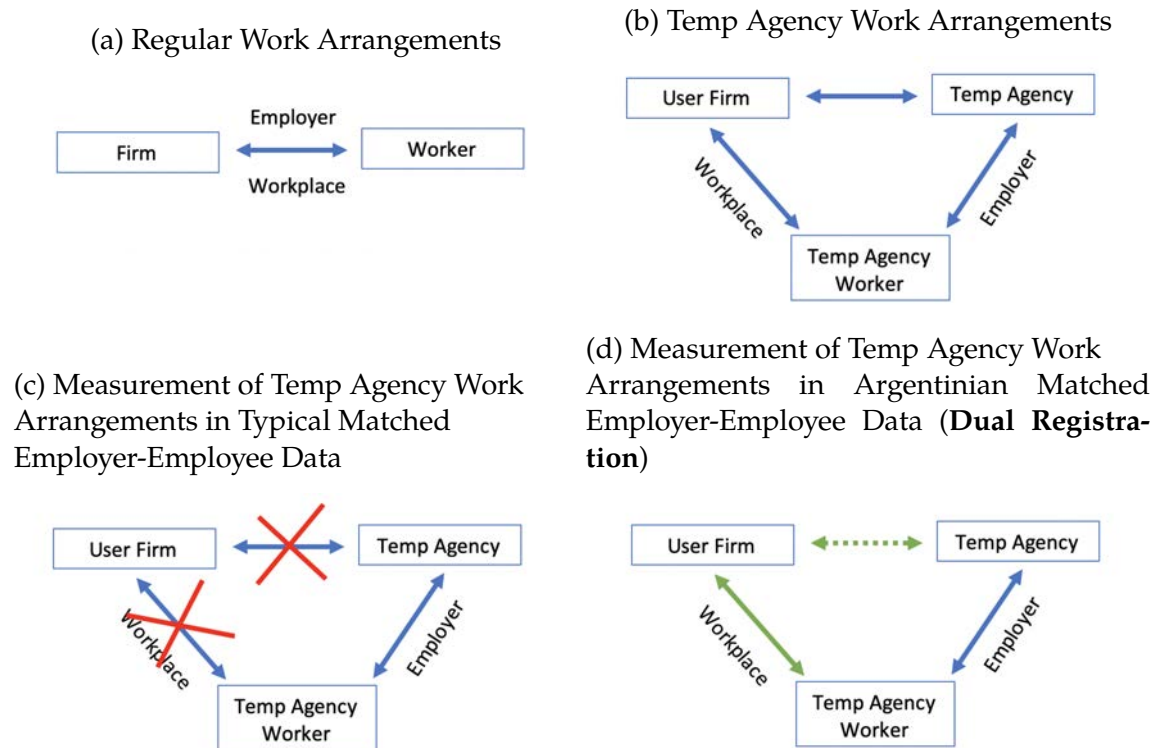 (a) Regular Work Arrangements
Employer
Firm
Worker
Workplace
(b) Temp Agency Work Arrangements
User Firm
Temp Agency
Workplace
Employer
Temp Agency
Worker
(c) Measurement of Temp Agency Work
Arrangements in Typical Matched
Employer-Employee Data
User Firm
Temp Agency
Workplace
Employer
Temp Agency
Worker
(d) Measurement of Temp Agency Work
Arrangements in Argentinian Matched
Employer-Employee Data (Dual Registra-
tion)
User Firm
Temp Agency
Workplace
Employer
Temp Agency
Worker